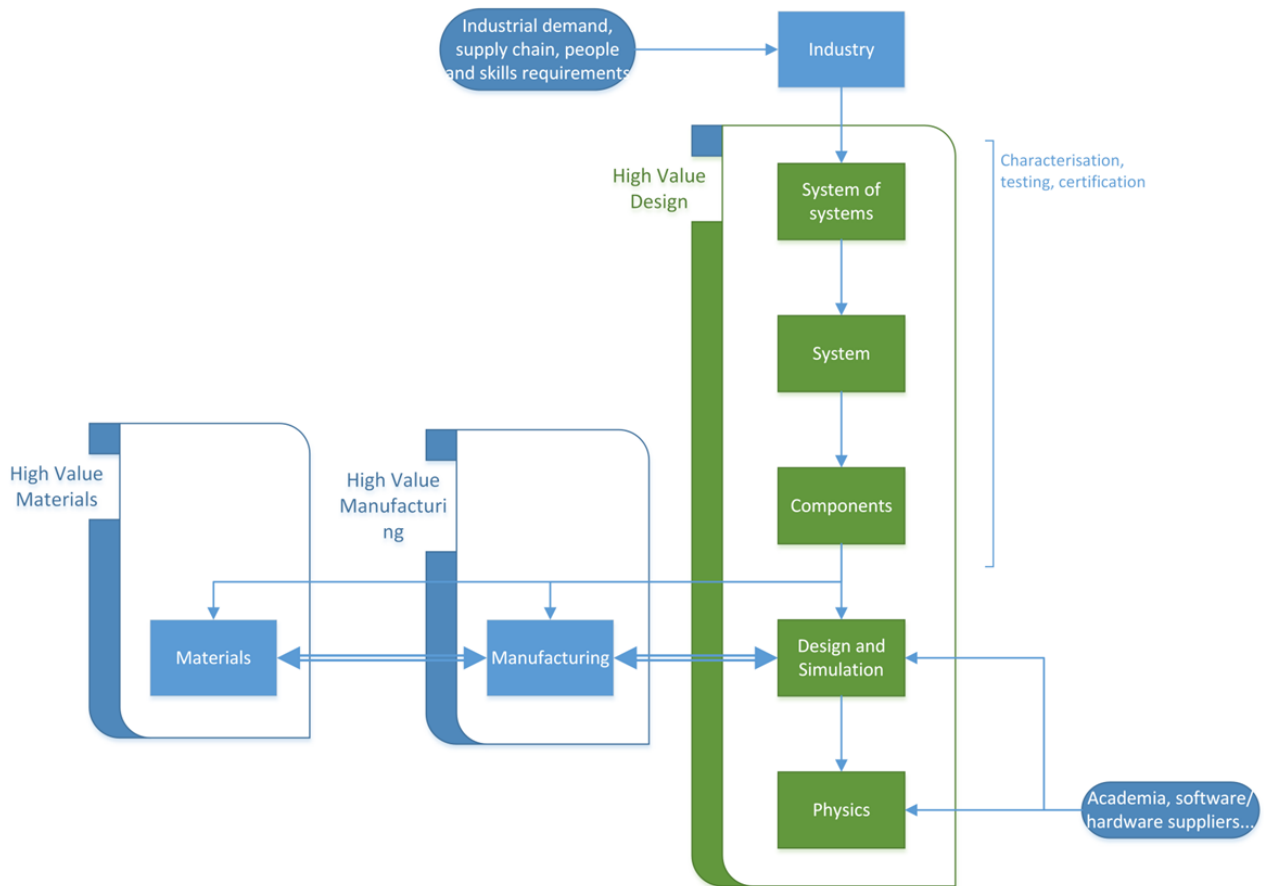 Industrial demand,
supply chain, people
and skills requirements
Industry
High Value
Design
System of
systems
Characterisation,
testing, certification
System
High Value
Materials
High Value
Manufacturi
ng
Components
Materials
Manufacturing
Design and
Simulation
Physics
Academia, software/
hardware suppliers...